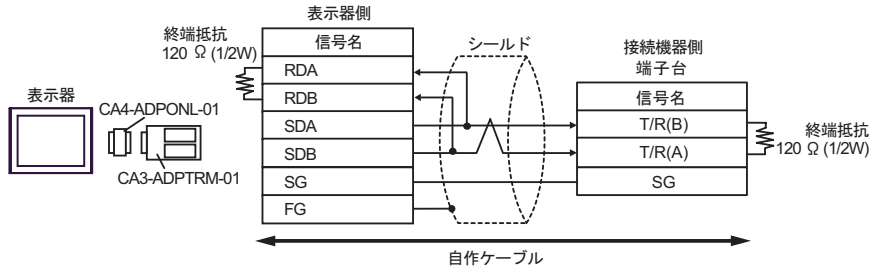 表示器側
終端抵抗
120 Ω (1/2W)
信号名
RDA
RDB
SDA
SDB
SG
FG
シールド
接続機器側
端子台
信号名
T/R(B)
T/R(A)
SG
終端抵抗
120 Ω (1/2W)
表示器
CA4-ADPONL-01
CA3-ADPTRM-01
自作ケーブル